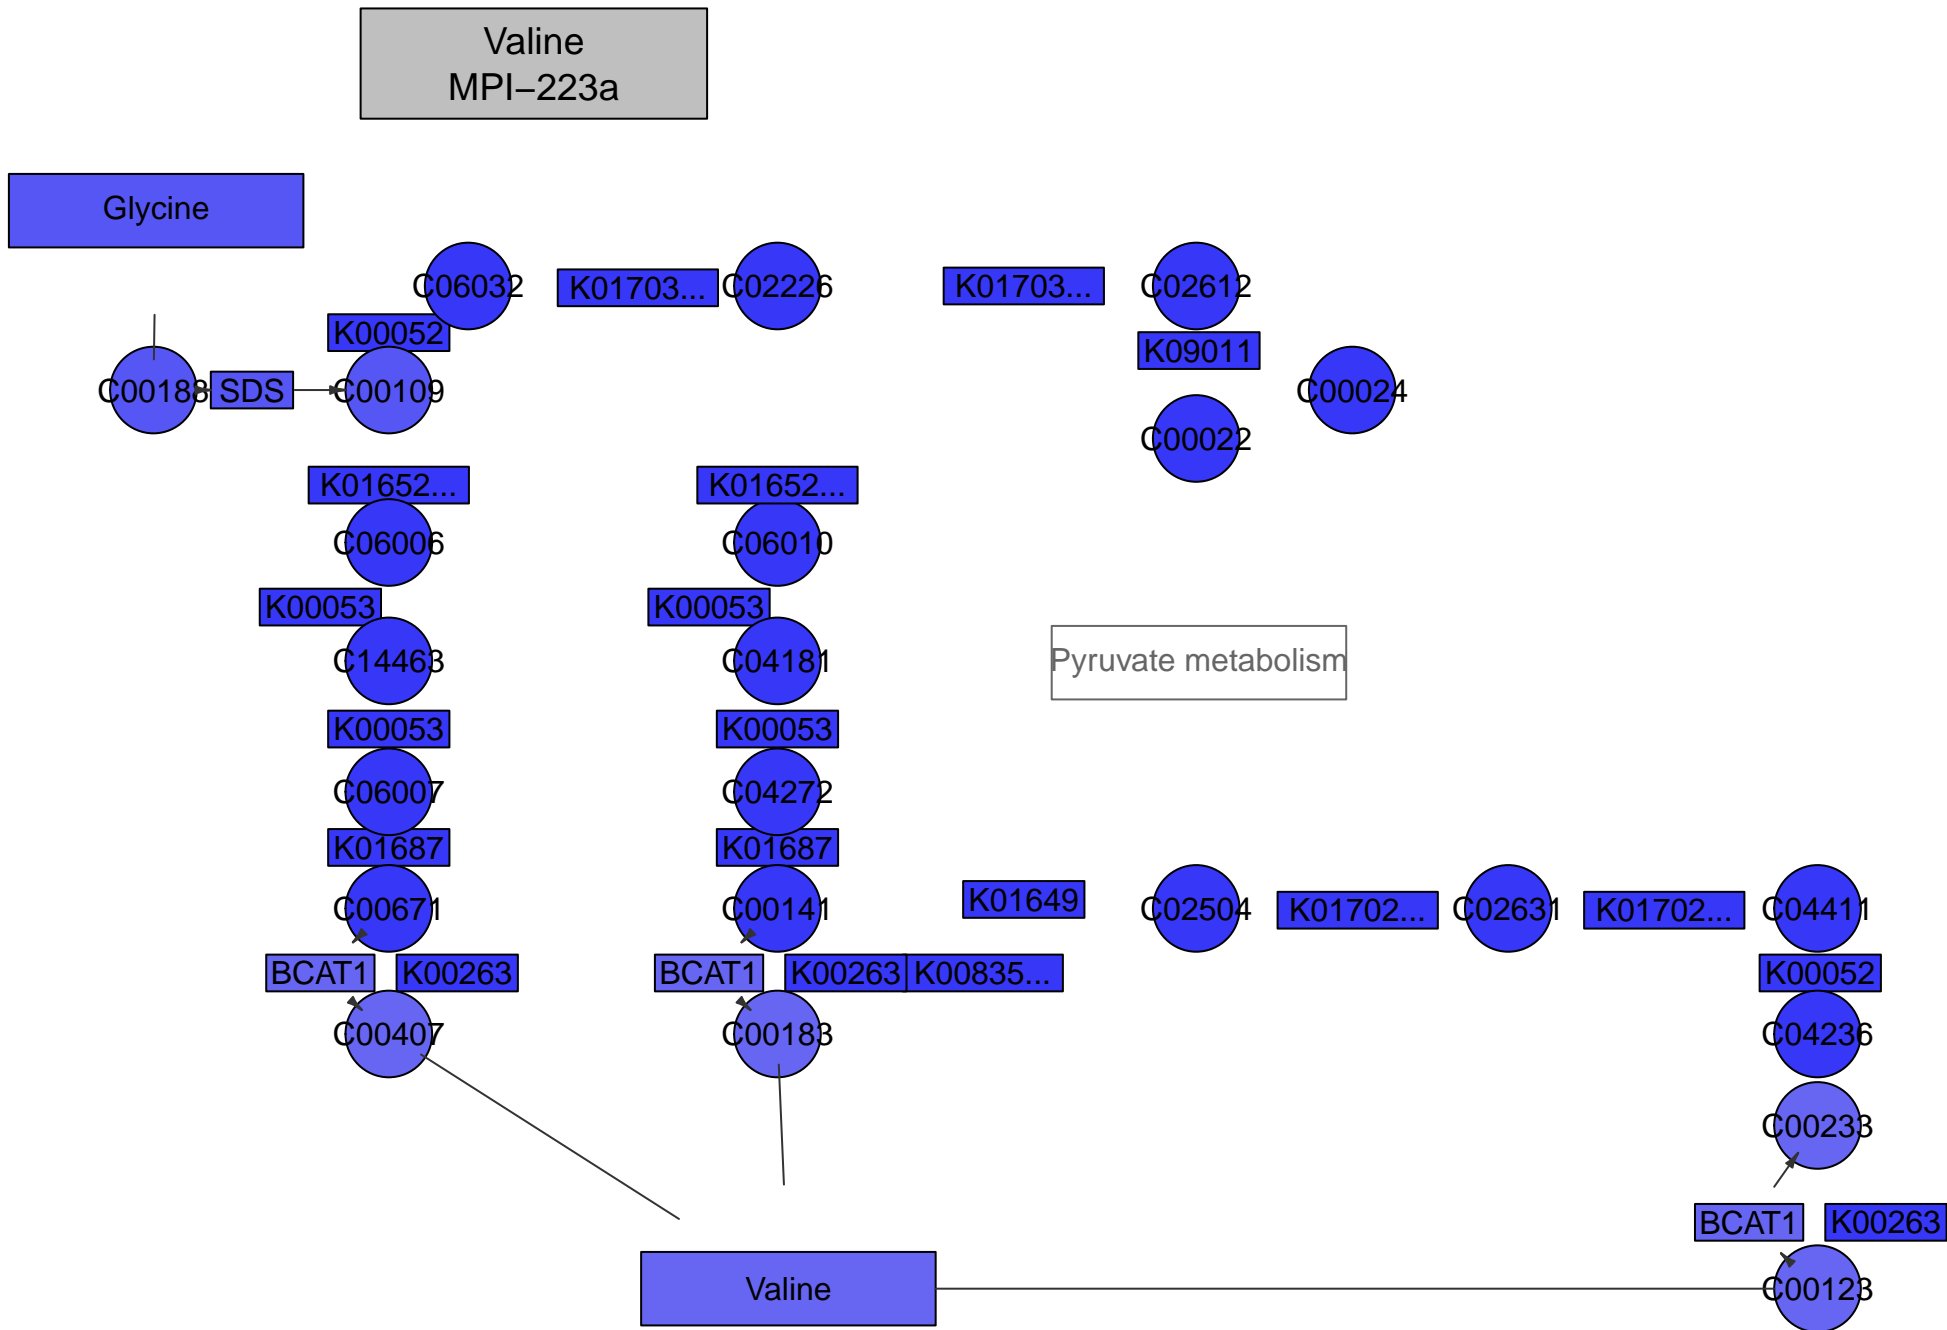 Valine
MPI−223a
Glycine
C06032
K01703...
C02226
K01703...
C02612
K00052
K09011
C00188
SDS
C00109
C00024
C00022
K01652...
K01652...
C06006
C06010
K00053
K00053
C14463
C04181
Pyruvate metabolism
K00053
K00053
C06007
C04272
K01687
K01687
C00671
C00141
K01649
C02504
K01702...
C02631
K01702...
C04411
BCAT1
K00263
BCAT1
K00263
K00835...
K00052
C00407
C00183
C04236
C00233
BCAT1
K00263
Valine
C00123